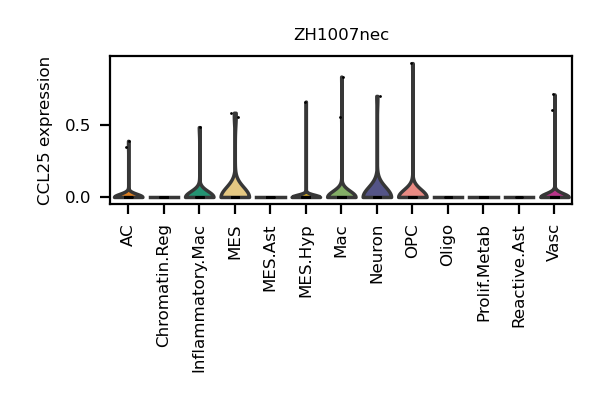 ZH1007nec
CCL25 expression
0.5
0.0
AC
Chromatin.Reg
Inflammatory.Mac
MES
MES.Ast
MES.Hyp
Mac
Neuron
OPC
Oligo
Prolif.Metab
Reactive.Ast
Vasc